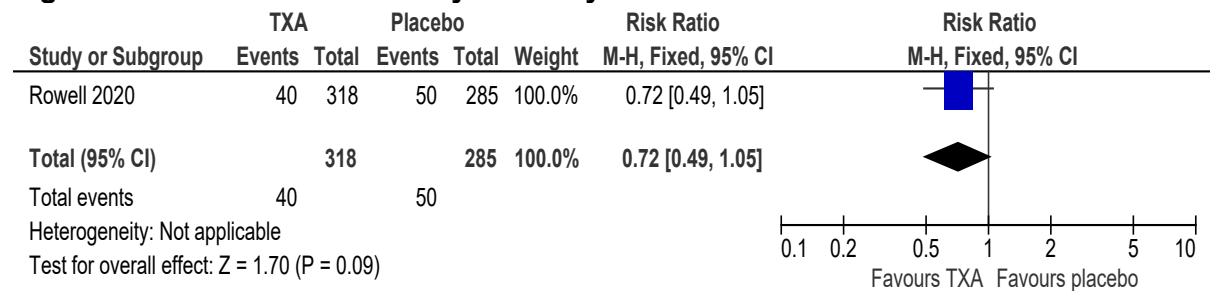 TXA Placebo Risk Ratio Risk Ratio
Study or Subgroup Events Total Events Total Weight M-H, Fixed, 95% CI M-H, Fixed, 95% CI
Rowell 2020 40 318 50 285 100.0% 0.72 [0.49, 1.05]
Total (95% CI) 318 285 100.0% 0.72 [0.49, 1.05]
Total events 40 50
Heterogeneity: Not applicable
Test for overall effect: Z = 1.70 (P = 0.09)
0.1 0.2 0.5 1 2 5 10
Favours TXA Favours placebo